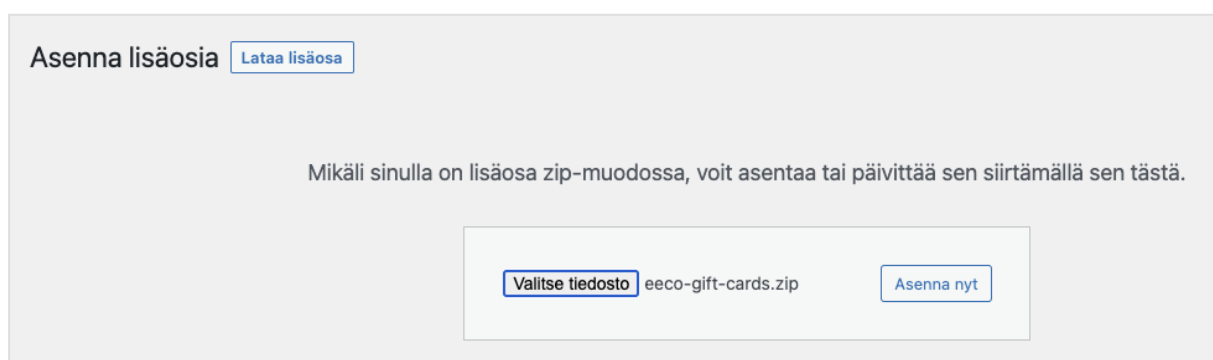 Asenna lisäosia Lataa lisäosa
Mikäli sinulla on lisäosa zip-muodossa, voit asentaa tai päivittää sen siirtämällä sen tästä.
Valitse tiedosto eeco-gift-cards.zip Asenna nyt